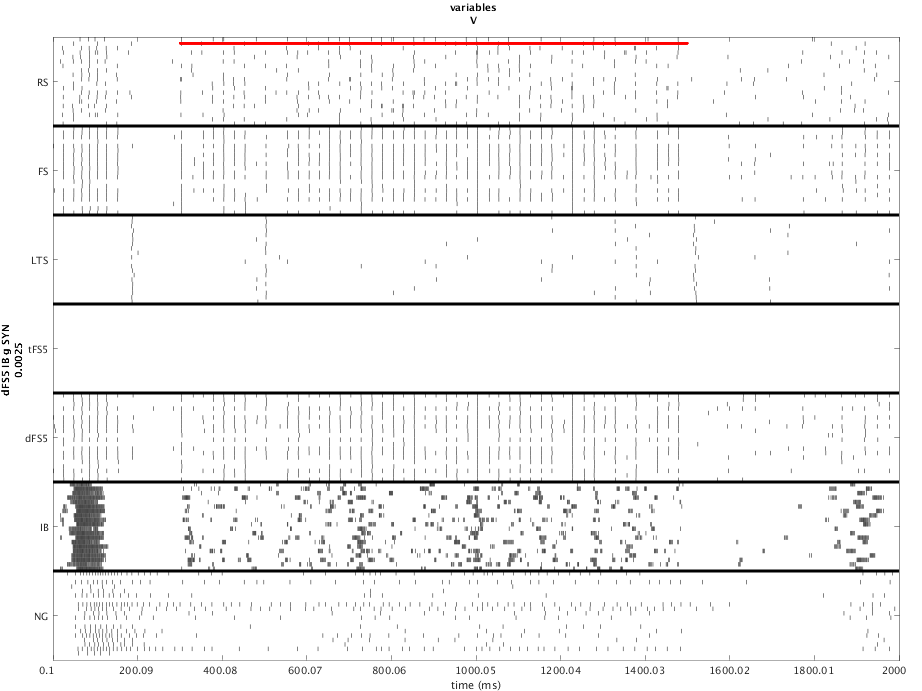 variables
V
RS
FS
LTS
tFS5
dFS5
IB
NG
dFS5 IB g SYN
0.0025
0.1 200.09 400.08 600.07 800.06 1000.05 1200.04 1400.03 1600.02 1800.01 2000
time (ms)